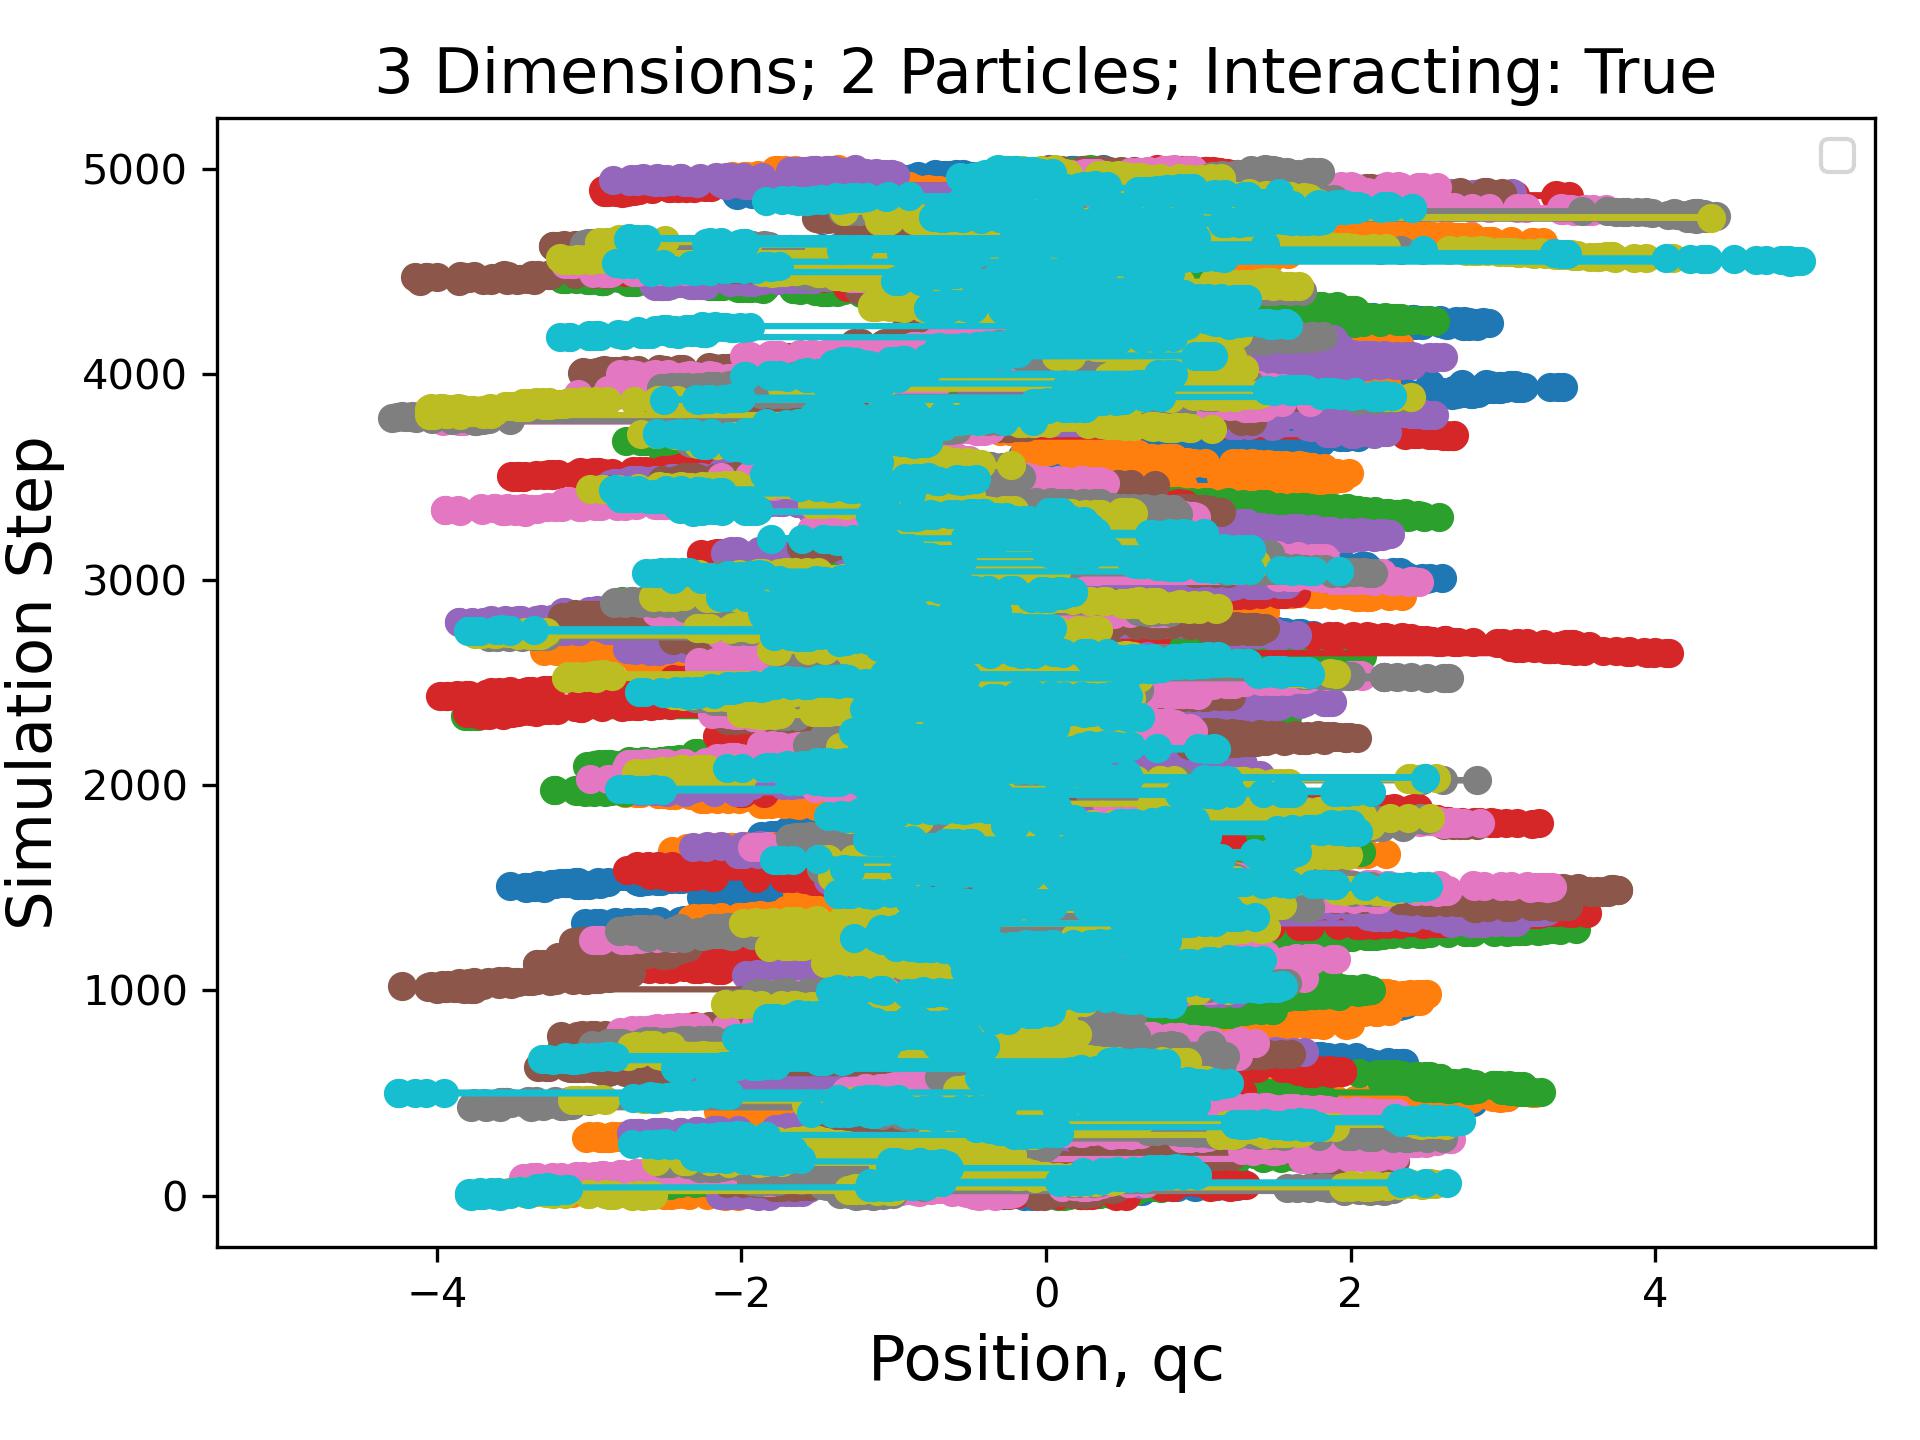 3 Dimensions; 2 Particles; Interacting: True
Simulation Step
5000
4000
3000
2000
1000
0
−4 −2 0 2 4
Position, qc